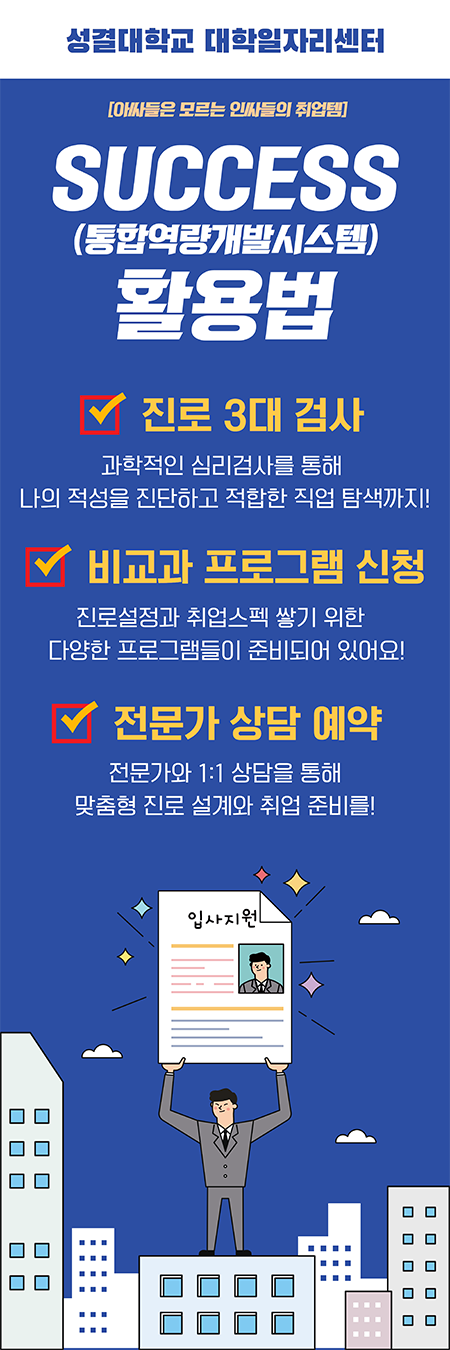 성결대학교 대학일자리센터
[아싸들은 모르는 인싸들의 취업템]
SUCCESS
(통합역량개발시스템)
활용법
진로 3대 검사
과학적인 심리검사를 통해
나의 적성을 진단하고 적합한 직업 탐색까지!
비교과 프로그램 신청
진로설정과 취업스펙 쌓기 위한
다양한 프로그램들이 준비되어 있어요!
전문가 상담 예약
전문가와 1:1 상담을 통해
맞춤형 진로 설계와 취업 준비를!
입사지원